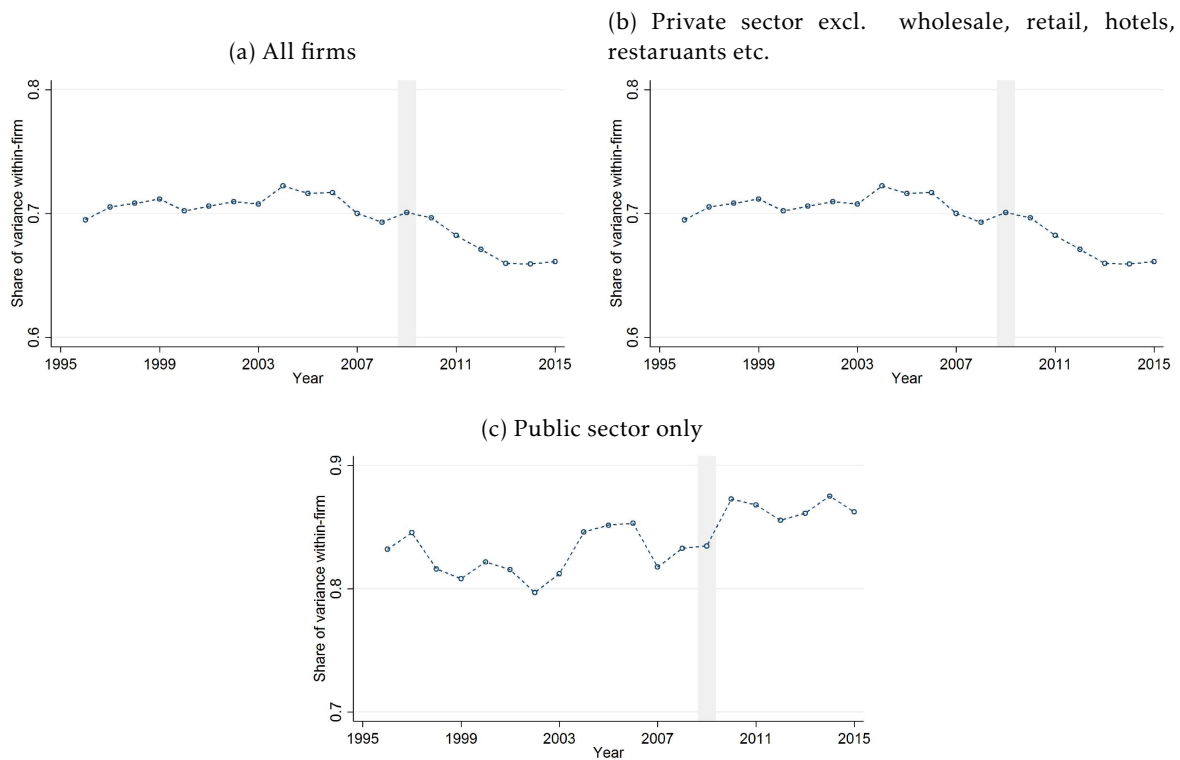 (a) All firms
(b) Private sector excl. wholesale, retail, hotels,
restaruants etc.
Share of variance within-firm
0.8
0.7
0.6
1995 1999 2003 2007 2011 2015
Year
Share of variance within-firm
0.8
0.7
0.6
1995 1999 2003 2007 2011 2015
Year
(c) Public sector only
Share of variance within-firm
0.9
0.8
0.7
1995 1999 2003 2007 2011 2015
Year